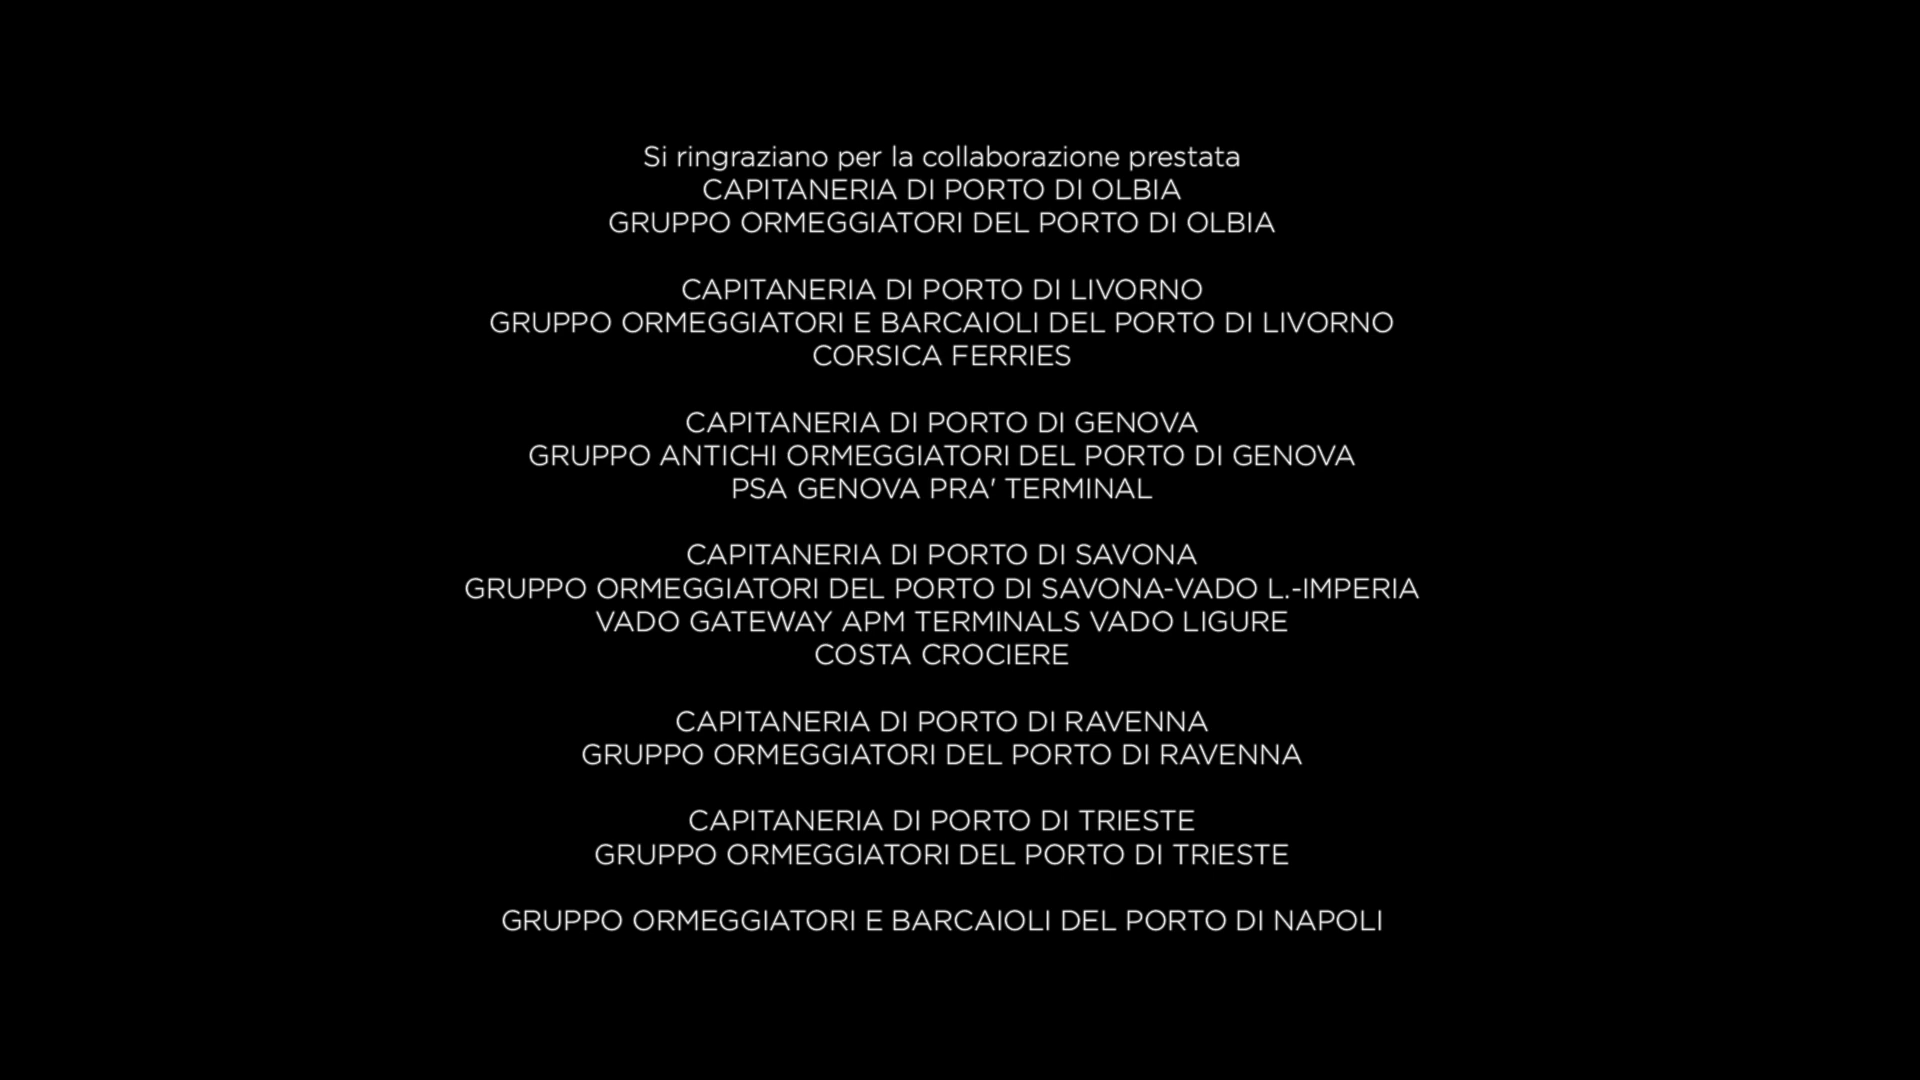 Si ringraziano per la collaborazione prestata
CAPITANERIA DI PORTO DI OLBIA
GRUPPO ORMEGGIATORI DEL PORTO DI OLBIA
CAPITANERIA DI PORTO DI LIVORNO
GRUPPO ORMEGGIATORI E BARCAIOLI DEL PORTO DI LIVORNO
CORSICA FERRIES
CAPITANERIA DI PORTO DI GENOVA
GRUPPO ANTICHI ORMEGGIATORI DEL PORTO DI GENOVA
PSA GENOVA PRA' TERMINAL
CAPITANERIA DI PORTO DI SAVONA
GRUPPO ORMEGGIATORI DEL PORTO DI SAVONA-VADO L.-IMPERIA
VADO GATEWAY APM TERMINALS VADO LIGURE
COSTA CROCIERE
CAPITANERIA DI PORTO DI RAVENNA
GRUPPO ORMEGGIATORI DEL PORTO DI RAVENNA
CAPITANERIA DI PORTO DI TRIESTE
GRUPPO ORMEGGIATORI DEL PORTO DI TRIESTE
GRUPPO ORMEGGIATORI E BARCAIOLI DEL PORTO DI NAPOLI